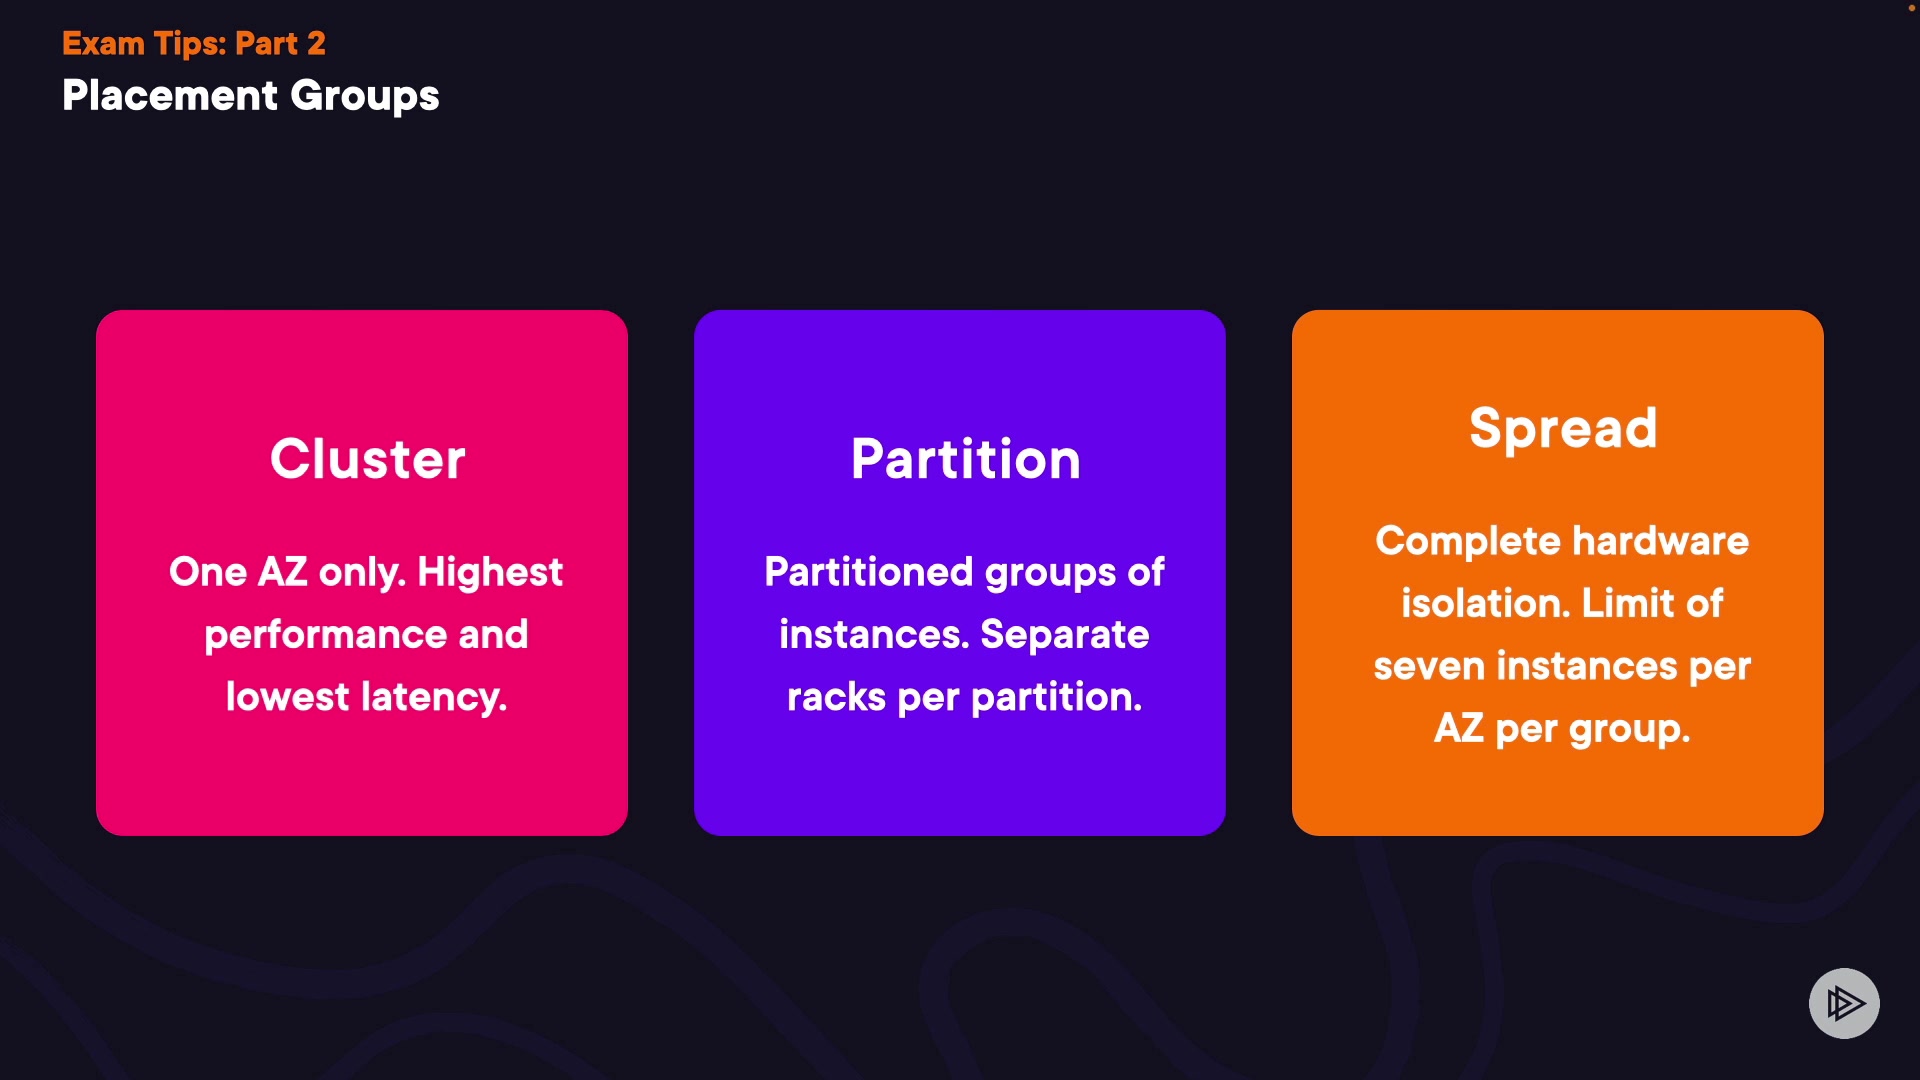 Exam Tips: Part 2
Placement Groups
Cluster
One AZ only. Highest
performance and
lowest latency.
Partition
Partitioned groups of
instances. Separate
racks per partition.
Spread
Complete hardware
isolation. Limit of
seven instances per
AZ per group.